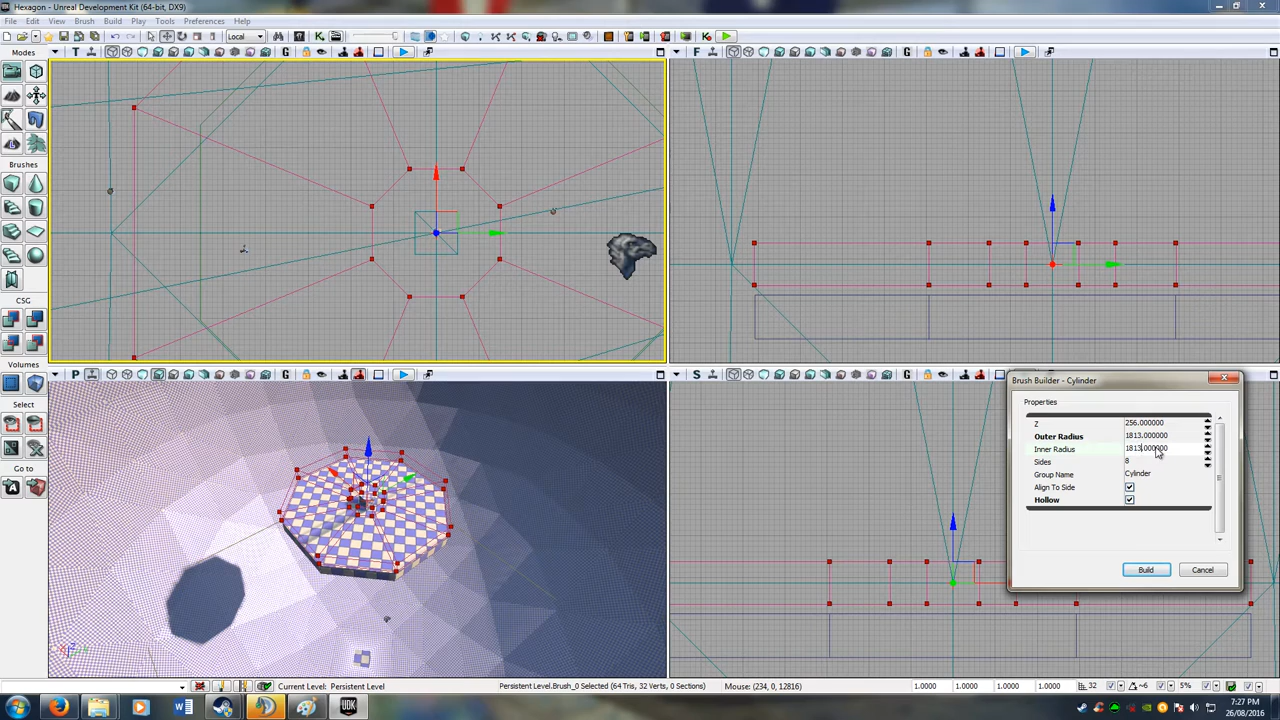 Hexagon - Unreal Development Kit (64-bit, DX9)
File Edit View Brush Build Play Tools Preferences Help
Local
Modes
Brushes
CSG
Volumes
Select
Go to
T G
F G
P G
S G
Brush Builder - Cylinder
Properties
Z 256.000000
Outer Radius 1813.000000
Inner Radius 1813.000000
Sides 8
Group Name Cylinder
Align To Side
Hollow
Build Cancel
Current Level: Persistent Level Persistent Level.Brush_0 Selected (64 Tris, 32 Verts, 0 Sections) Mouse: (234, 0, 12816) 1.0000 1.0000 1.0000 1.0000 32 ~6 5%
7:27 PM
26/08/2016